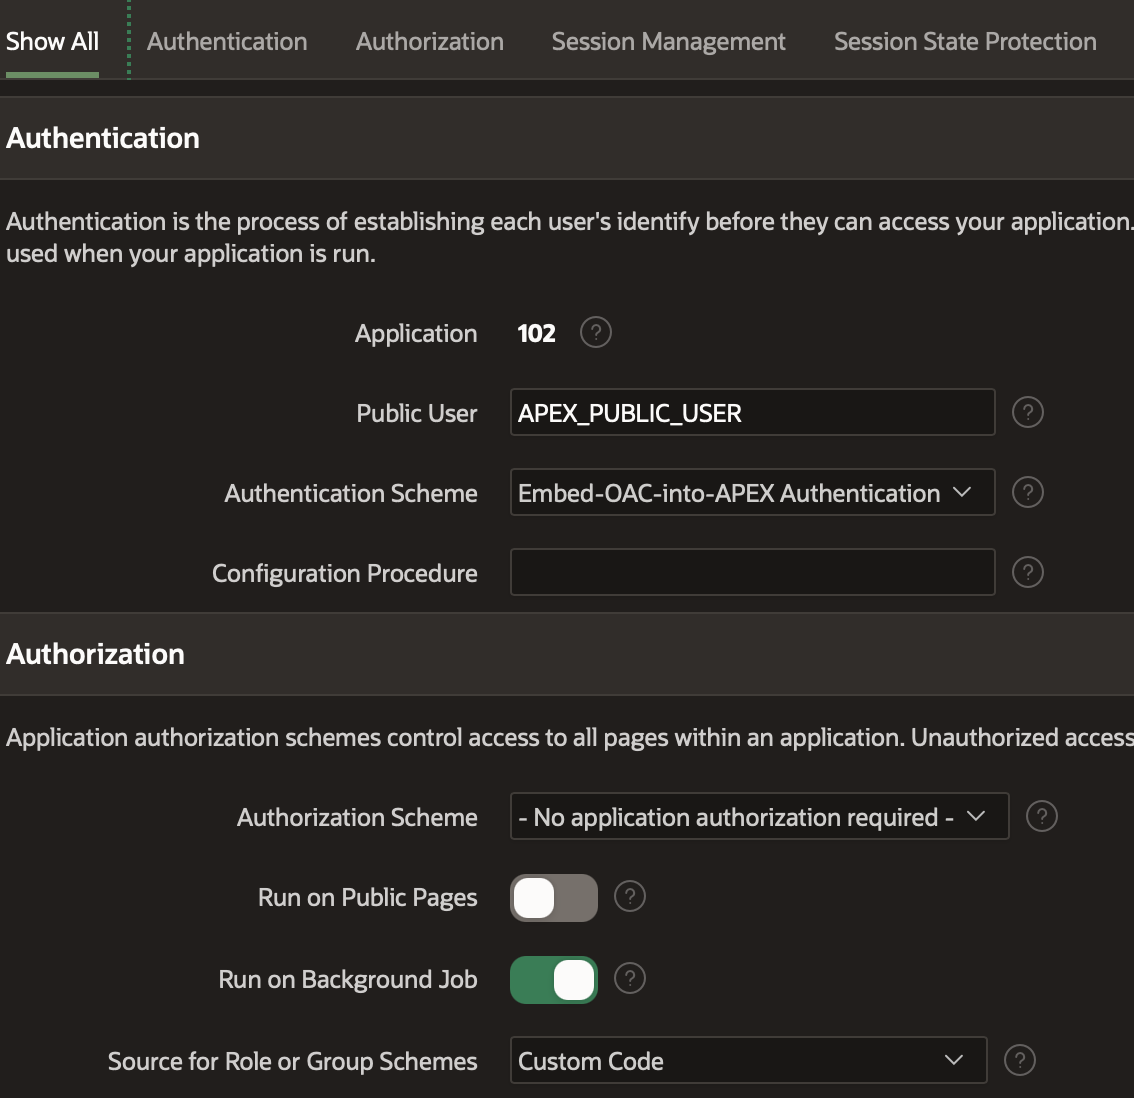 Show All Authentication Authorization Session Management Session State Protection
Authentication
Authentication is the process of establishing each user's identify before they can access your application.
used when your application is run.
Application 102 ?
Public User APEX_PUBLIC_USER ?
Authentication Scheme Embed-OAC-into-APEX Authentication ?
Configuration Procedure ?
Authorization
Application authorization schemes control access to all pages within an application. Unauthorized access
Authorization Scheme - No application authorization required - ?
Run on Public Pages ?
Run on Background Job ?
Source for Role or Group Schemes Custom Code ?